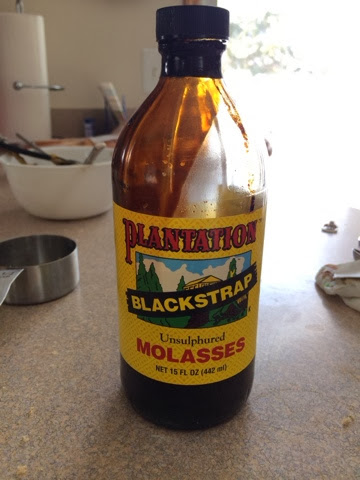 PLANTATION
BLACKSTRAP
Unsulphured
MOLASSES
NET 15 FL OZ (442 ml)